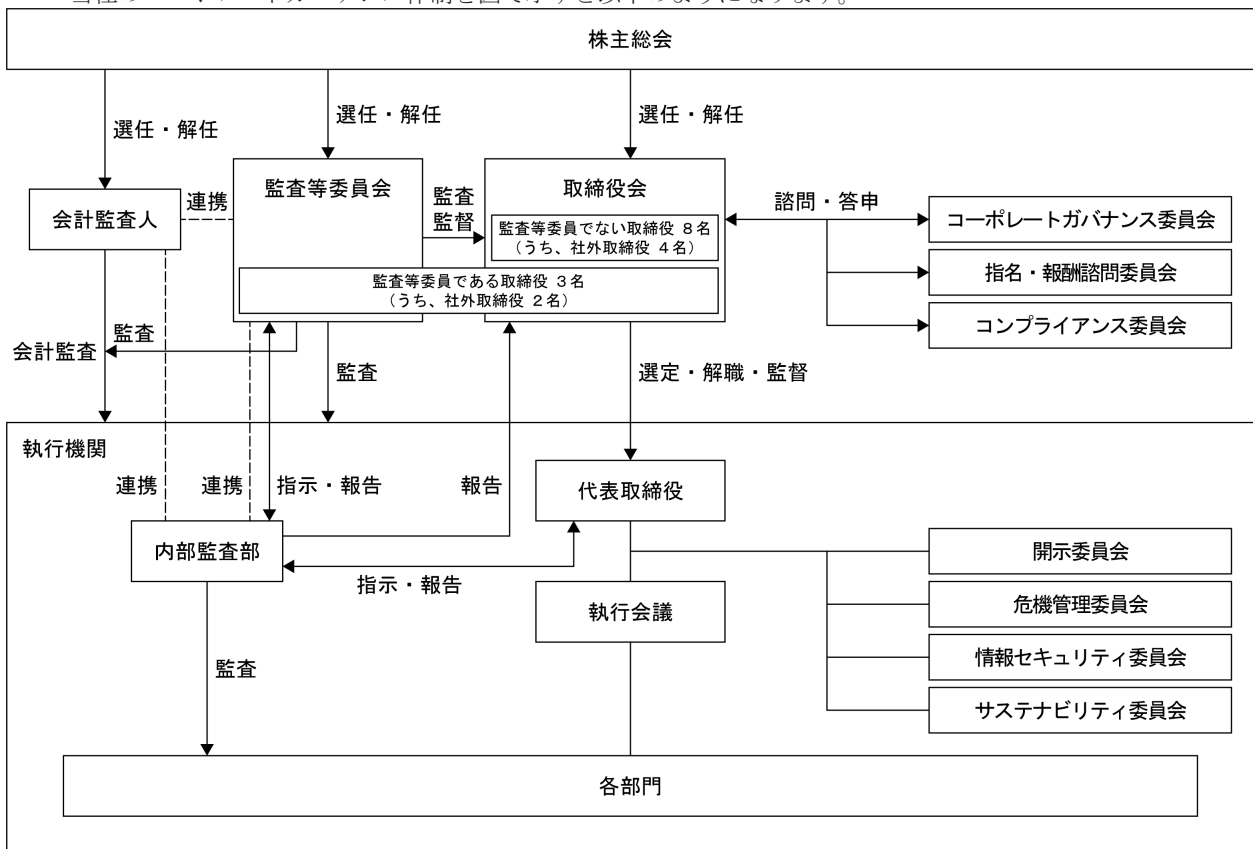 株主総会
選任・解任
選任・解任
選任・解任
監査等委員会
取締役会
会計監査人
連携
監査
監督
監査等委員でない取締役 8名
（うち、社外取締役 4名）
監査等委員である取締役 3名
（うち、社外取締役 2名）
諮問・答申
コーポレートガバナンス委員会
指名・報酬諮問委員会
コンプライアンス委員会
監査
会計監査
監査
選定・解職・監督
執行機関
連携
連携
指示・報告
報告
代表取締役
内部監査部
指示・報告
執行会議
開示委員会
危機管理委員会
情報セキュリティ委員会
サステナビリティ委員会
監査
各部門